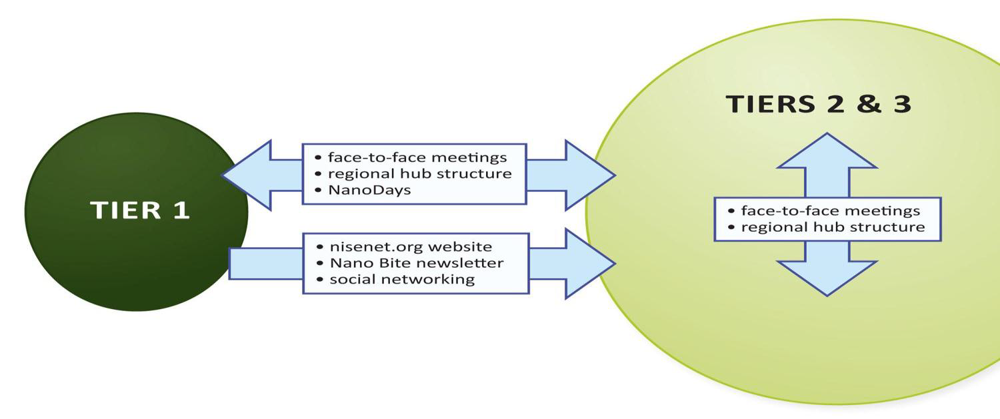 TIER 1
• face-to-face meetings
• regional hub structure
• NanoDays
• nisenet.org website
• Nano Bite newsletter
• social networking
TIERS 2 & 3
• face-to-face meetings
• regional hub structure